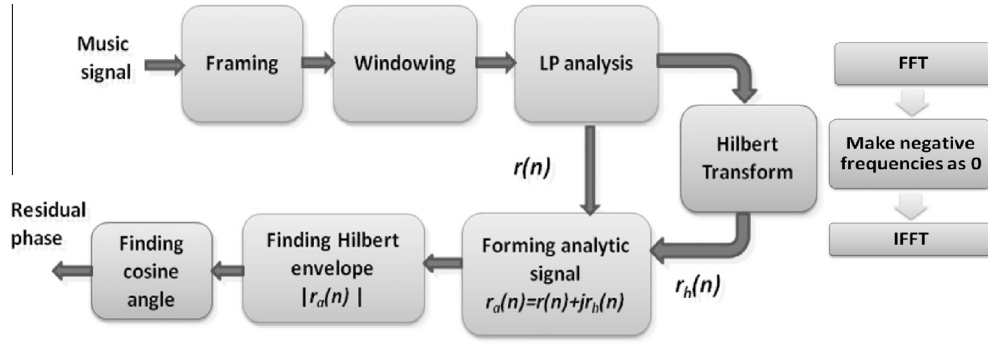 Music
signal
Framing
Windowing
LP analysis
FFT
Hilbert
Transform
Make negative
frequencies as 0
IFFT
r(n)
Residual
phase
Finding
cosine
angle
Finding Hilbert
envelope
|rₐ(n) |
Forming analytic
signal
rₐ(n)=r(n)+jrₕ(n)
rₕ(n)